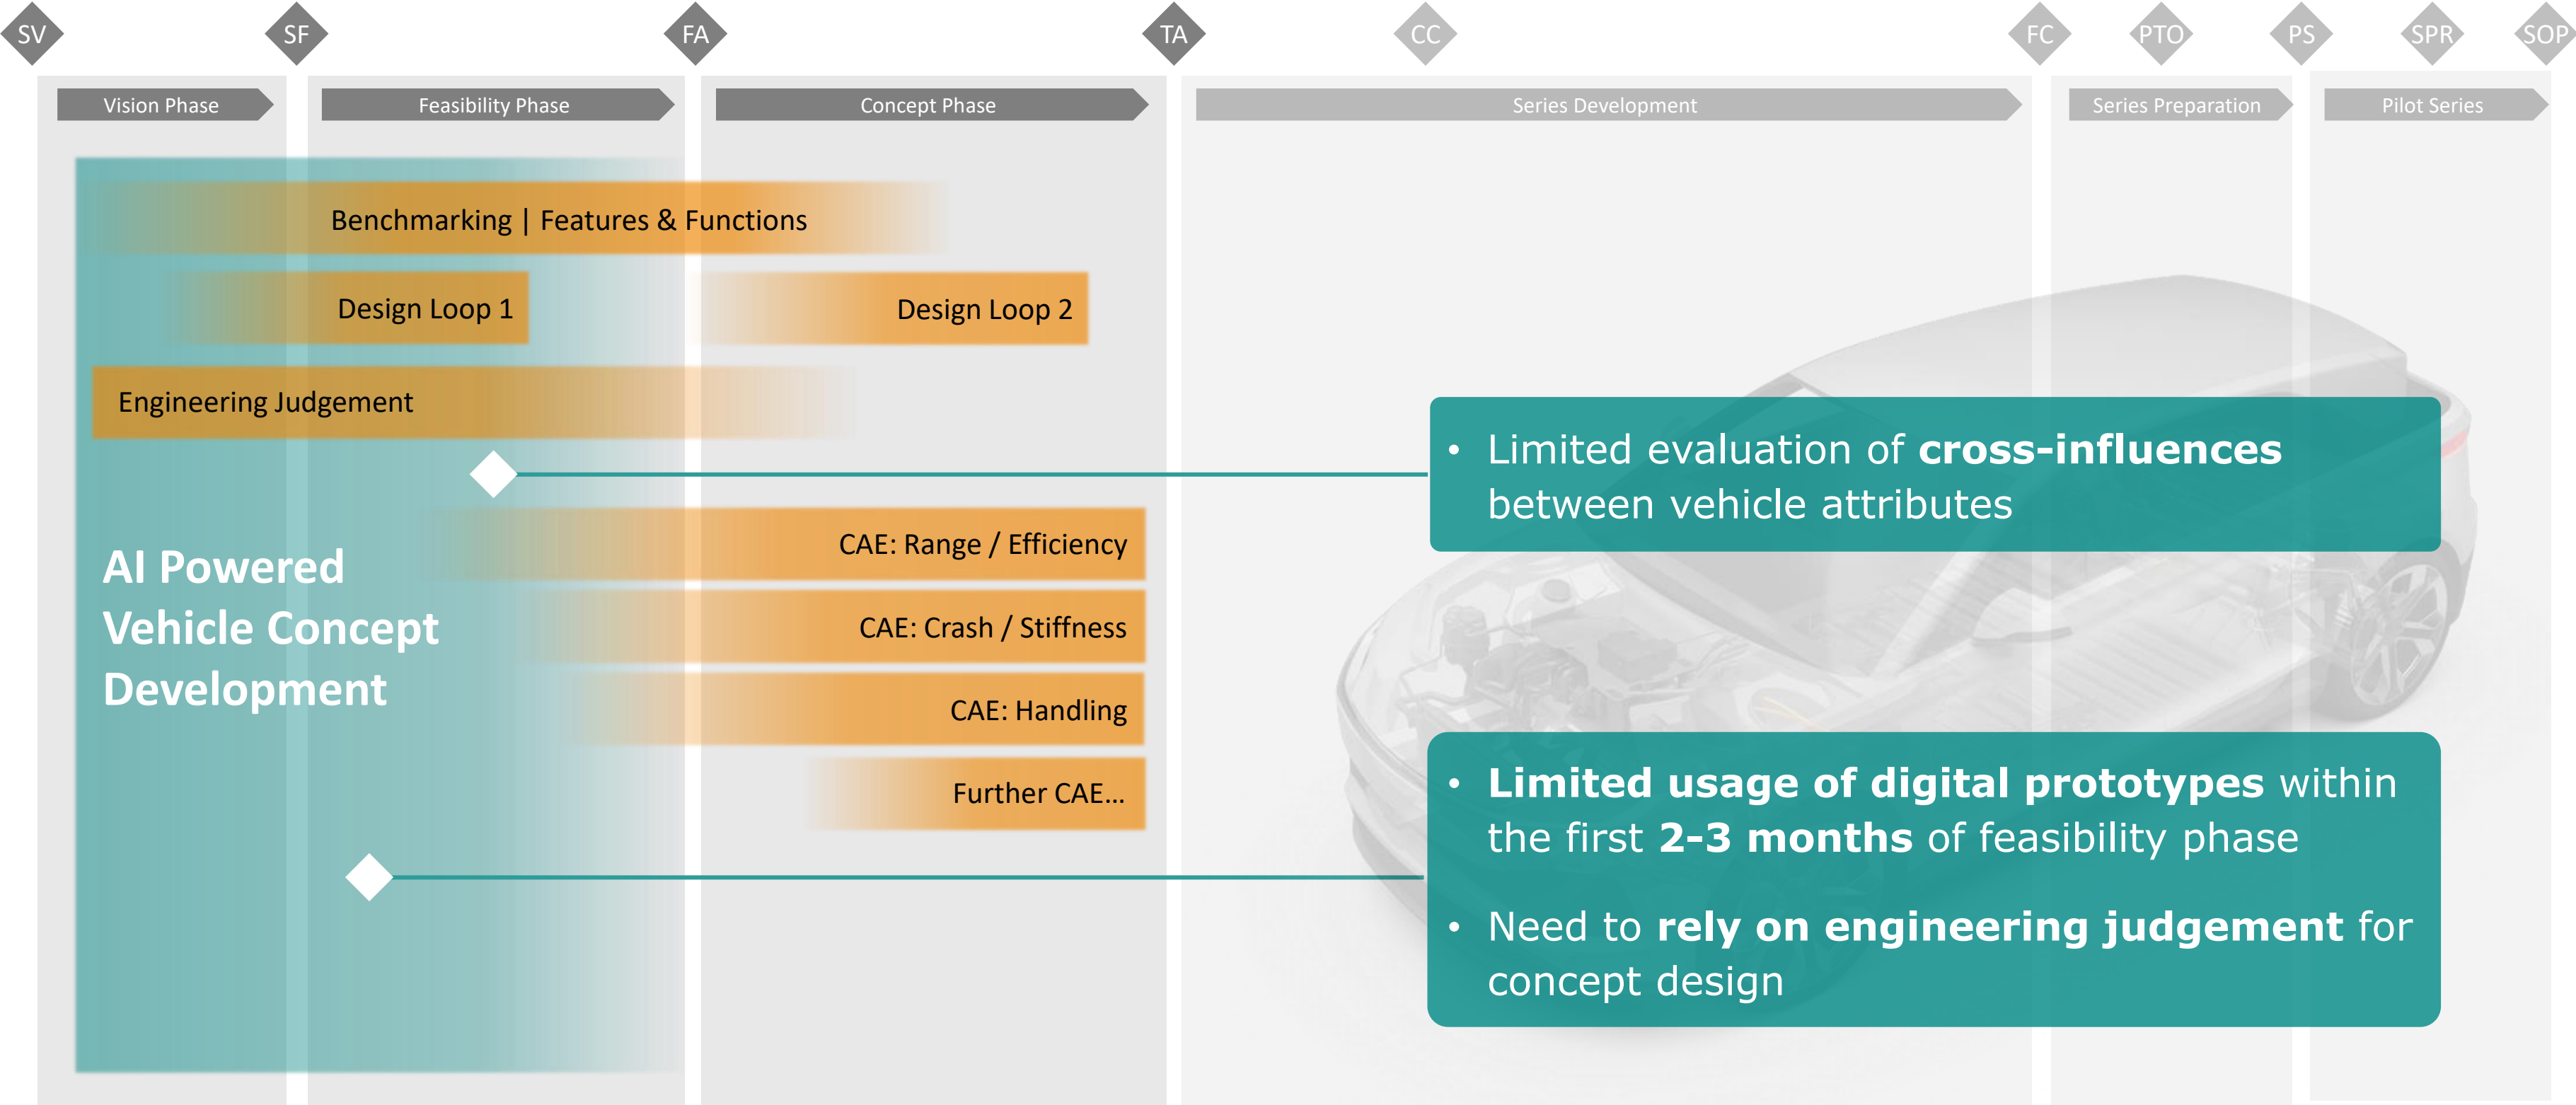 SV
SF
FA
TA
CC
FC
PTO
PS
SPR
SOP
Vision Phase
Feasibility Phase
Concept Phase
Series Development
Series Preparation
Pilot Series
Benchmarking | Features & Functions
Design Loop 1
Design Loop 2
Engineering Judgement
• Limited evaluation of cross-influences
between vehicle attributes
AI Powered
Vehicle Concept
Development
CAE: Range / Efficiency
CAE: Crash / Stiffness
CAE: Handling
Further CAE...
• Limited usage of digital prototypes within
the first 2-3 months of feasibility phase
• Need to rely on engineering judgement for
concept design